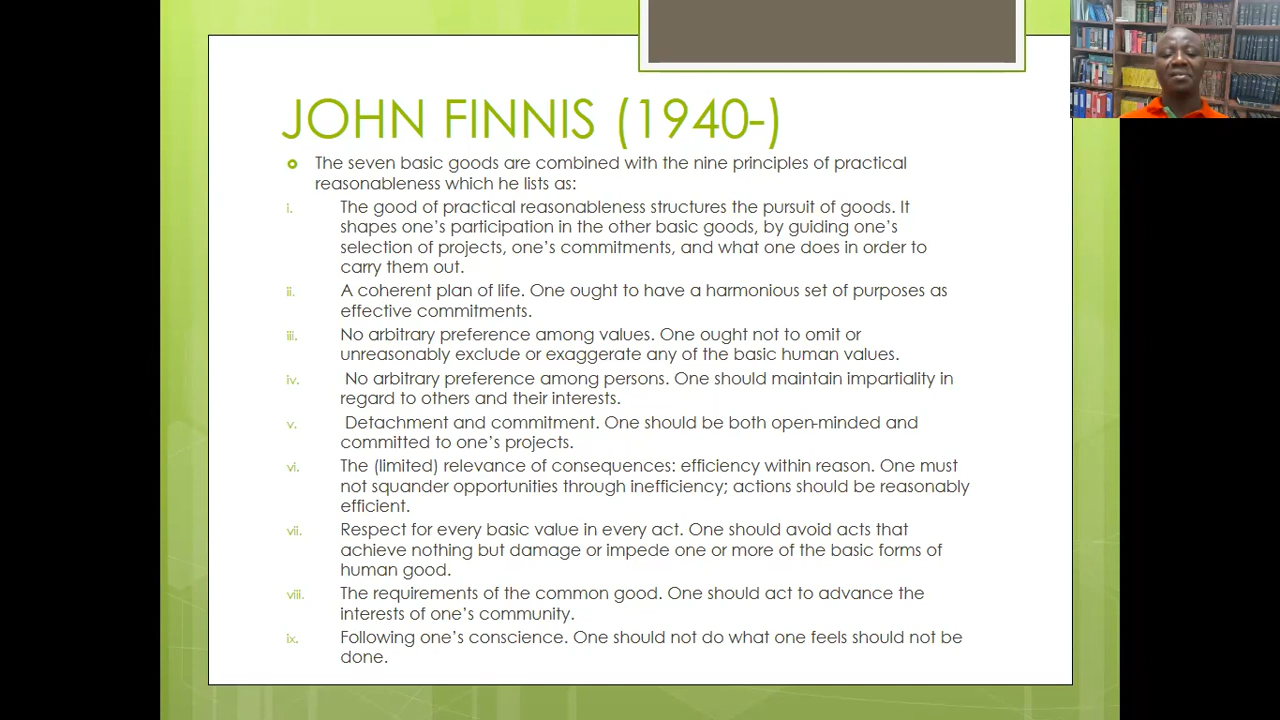 JOHN FINNIS (1940-)
The seven basic goods are combined with the nine principles of practical
reasonableness which he lists as:
i. The good of practical reasonableness structures the pursuit of goods. It
shapes one's participation in the other basic goods, by guiding one's
selection of projects, one's commitments, and what one does in order to
carry them out.
ii. A coherent plan of life. One ought to have a harmonious set of purposes as
effective commitments.
iii. No arbitrary preference among values. One ought not to omit or
unreasonably exclude or exaggerate any of the basic human values.
iv. No arbitrary preference among persons. One should maintain impartiality in
regard to others and their interests.
v. Detachment and commitment. One should be both open-minded and
committed to one's projects.
vi. The (limited) relevance of consequences: efficiency within reason. One must
not squander opportunities through inefficiency; actions should be reasonably
efficient.
vii. Respect for every basic value in every act. One should avoid acts that
achieve nothing but damage or impede one or more of the basic forms of
human good.
viii. The requirements of the common good. One should act to advance the
interests of one's community.
ix. Following one's conscience. One should not do what one feels should not be
done.